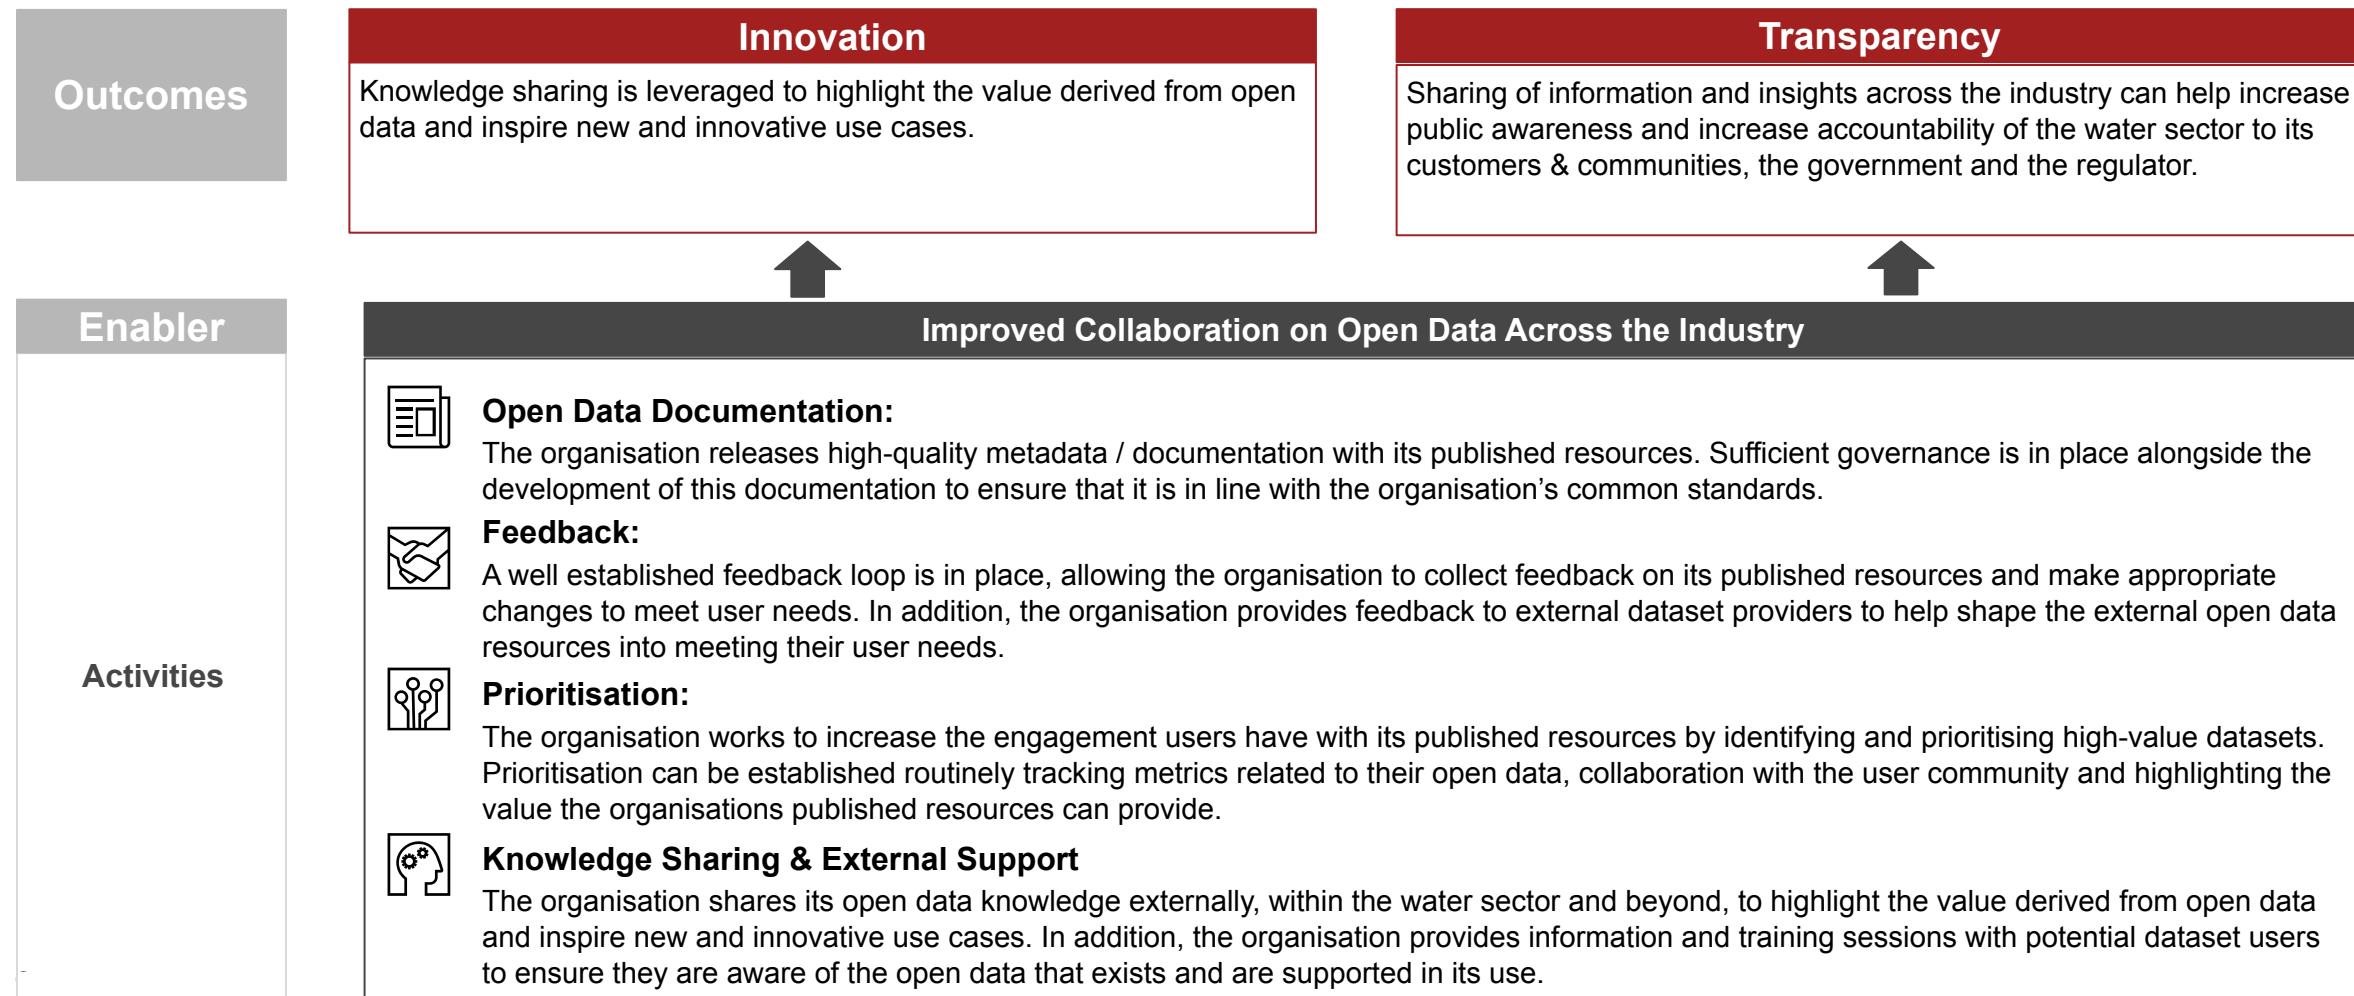 Outcomes
Innovation
Knowledge sharing is leveraged to highlight the value derived from open
data and inspire new and innovative use cases.
Transparency
Sharing of information and insights across the industry can help increase
public awareness and increase accountability of the water sector to its
customers & communities, the government and the regulator.
Enabler
Improved Collaboration on Open Data Across the Industry
Activities
Open Data Documentation:
The organisation releases high-quality metadata / documentation with its published resources. Sufficient governance is in place alongside the
development of this documentation to ensure that it is in line with the organisation’s common standards.
Feedback:
A well established feedback loop is in place, allowing the organisation to collect feedback on its published resources and make appropriate
changes to meet user needs. In addition, the organisation provides feedback to external dataset providers to help shape the external open data
resources into meeting their user needs.
Prioritisation:
The organisation works to increase the engagement users have with its published resources by identifying and prioritising high-value datasets.
Prioritisation can be established routinely tracking metrics related to their open data, collaboration with the user community and highlighting the
value the organisations published resources can provide.
Knowledge Sharing & External Support
The organisation shares its open data knowledge externally, within the water sector and beyond, to highlight the value derived from open data
and inspire new and innovative use cases. In addition, the organisation provides information and training sessions with potential dataset users
to ensure they are aware of the open data that exists and are supported in its use.